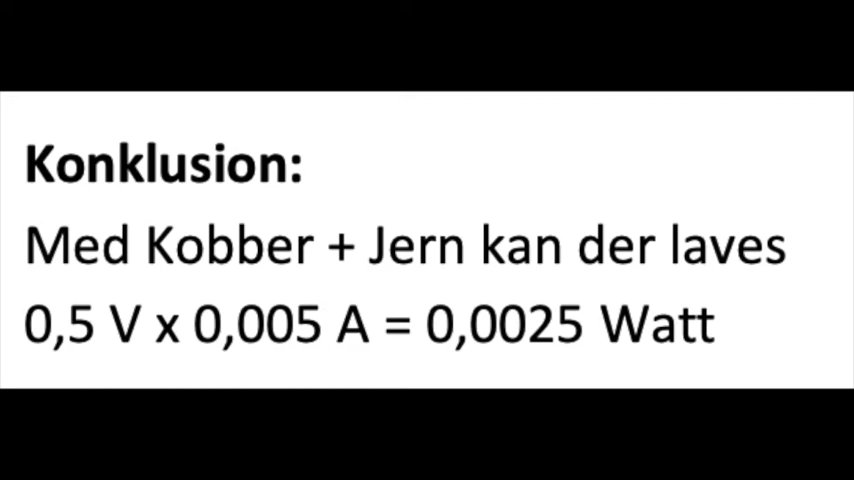 Konklusion:
Med Kobber + Jern kan der laves
0,5 V x 0,005 A = 0,0025 Watt